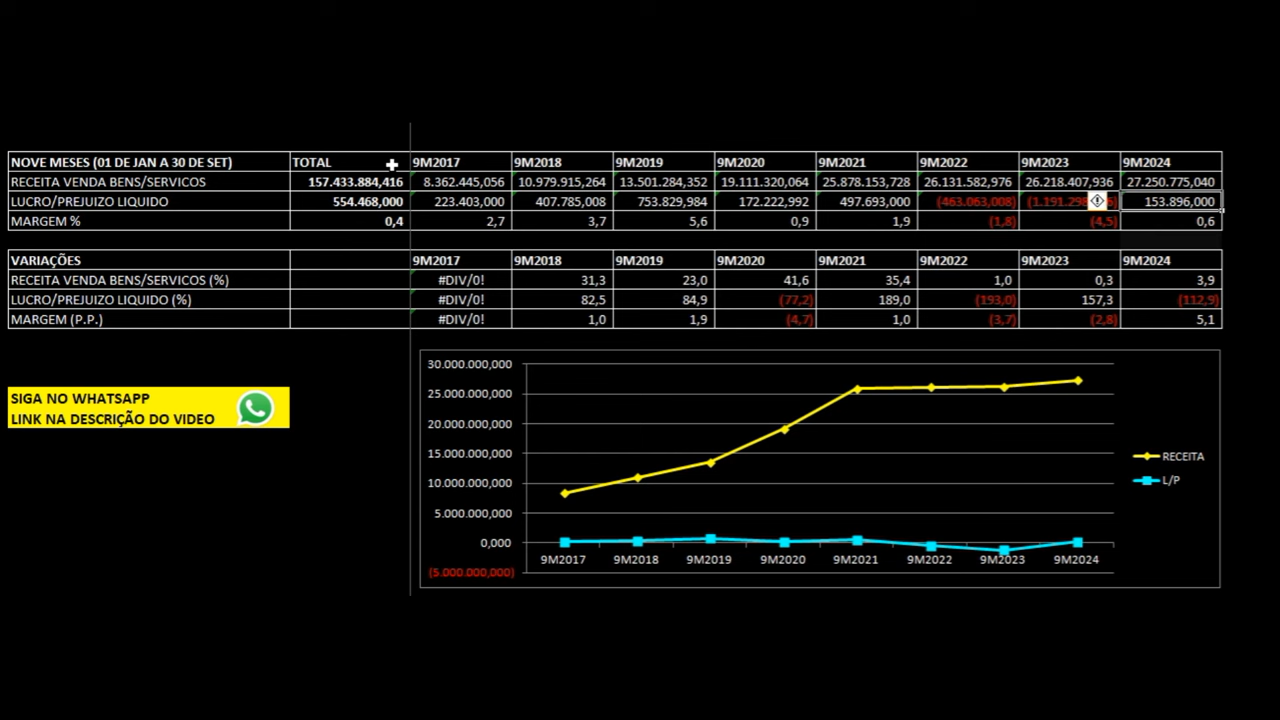 NOVE MESES (01 DE JAN A 30 DE SET) TOTAL 9M2017 9M2018 9M2019 9M2020 9M2021 9M2022 9M2023 9M2024
RECEITA VENDA BENS/SERVICOS 157.433.884,416 8.362.445,056 10.979.915,264 13.501.284,352 19.111.320,064 25.878.153,728 26.131.582,976 26.218.407,936 27.250.775,040
LUCRO/PREJUIZO LIQUIDO 554.468,000 223.403,000 407.785,008 753.829,984 172.222,992 497.693,000 (463.063,008) 153.896,000
MARGEM % 0,4 2,7 3,7 5,6 0,9 1,9 (1,8) (4,5) 0,6
VARIAÇÕES 9M2017 9M2018 9M2019 9M2020 9M2021 9M2022 9M2023 9M2024
RECEITA VENDA BENS/SERVICOS (%) #DIV/0! 31,3 23,0 41,6 35,4 1,0 0,3 3,9
LUCRO/PREJUIZO LIQUIDO (%) #DIV/0! 82,5 84,9 (77,2) 189,0 (193,0) 157,3 (112,9)
MARGEM (P.P.) #DIV/0! 1,0 1,9 (4,7) 1,0 (3,7) (2,8) 5,1
SIGA NO WHATSAPP
LINK NA DESCRIÇÃO DO VIDEO
30.000.000,000
25.000.000,000
20.000.000,000
15.000.000,000
10.000.000,000
5.000.000,000
0,000
(5.000.000,000)
9M2017 9M2018 9M2019 9M2020 9M2021 9M2022 9M2023 9M2024
RECEITA
L/P